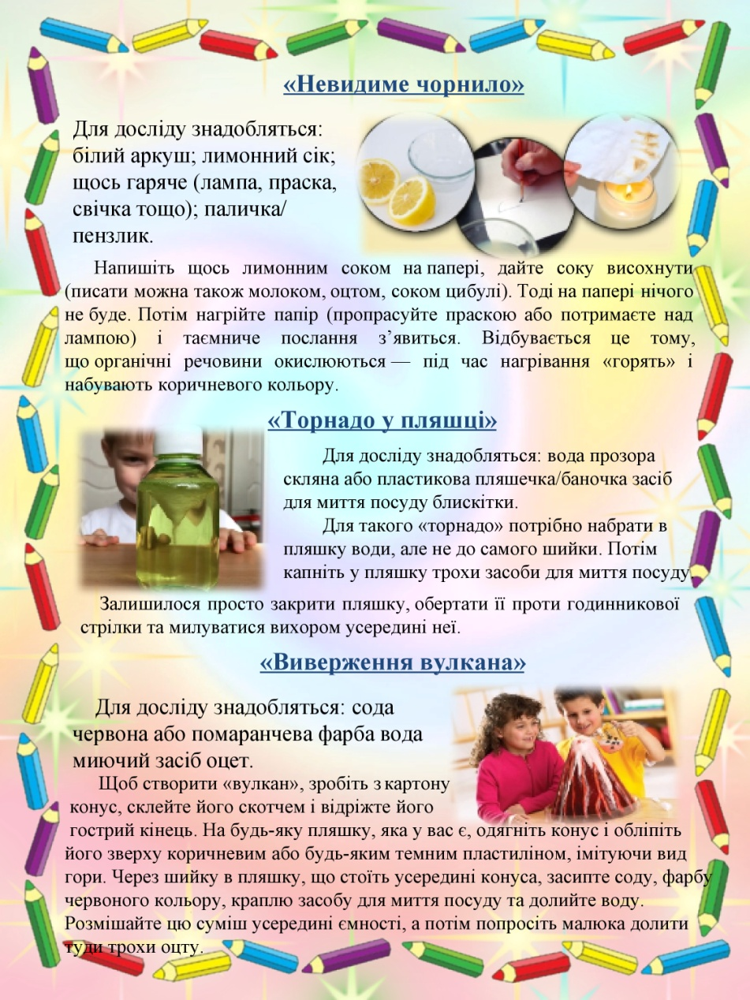 «Невидиме чорнило»
Для досліду знадобляться:
білий аркуш; лимонний сік;
щось гаряче (лампа, праска,
свічка тощо); паличка/
пензлик.
Напишіть щось лимонним соком на папері, дайте соку висохнути
(писати можна також молоком, оцтом, соком цибулі). Тоді на папері нічого
не буде. Потім нагрійте папір (пропрасуйте праскою або потримаєте над
лампою) і таємниче послання з’явиться. Відбувається це тому,
що органічні речовини окислюються — під час нагрівання «горять» і
набувають коричневого кольору.
«Торнадо у пляшці»
Для досліду знадобляться: вода прозора
скляна або пластикова пляшечка/баночка засіб
для миття посуду блискітки.
Для такого «торнадо» потрібно набрати в
пляшку води, але не до самого шийки. Потім
капніть у пляшку трохи засоби для миття посуду.
Залишилося просто закрити пляшку, обертати її проти годинникової
стрілки та милуватися вихором усередині неї.
«Виверження вулкана»
Для досліду знадобляться: сода
червона або помаранчева фарба вода
миючий засіб оцет.
Щоб створити «вулкан», зробіть з картону
конус, склейте його скотчем і відріжте його
гострий кінець. На будь-яку пляшку, яка у вас є, одягніть конус і обліпіть
його зверху коричневим або будь-яким темним пластиліном, імітуючи вид
гори. Через шийку в пляшку, що стоїть усередині конуса, засипте соду, фарбу
червоного кольору, краплю засобу для миття посуду та долийте воду.
Розмішайте цю суміш усередині ємності, а потім попросіть малюка долити
туди трохи оцту.